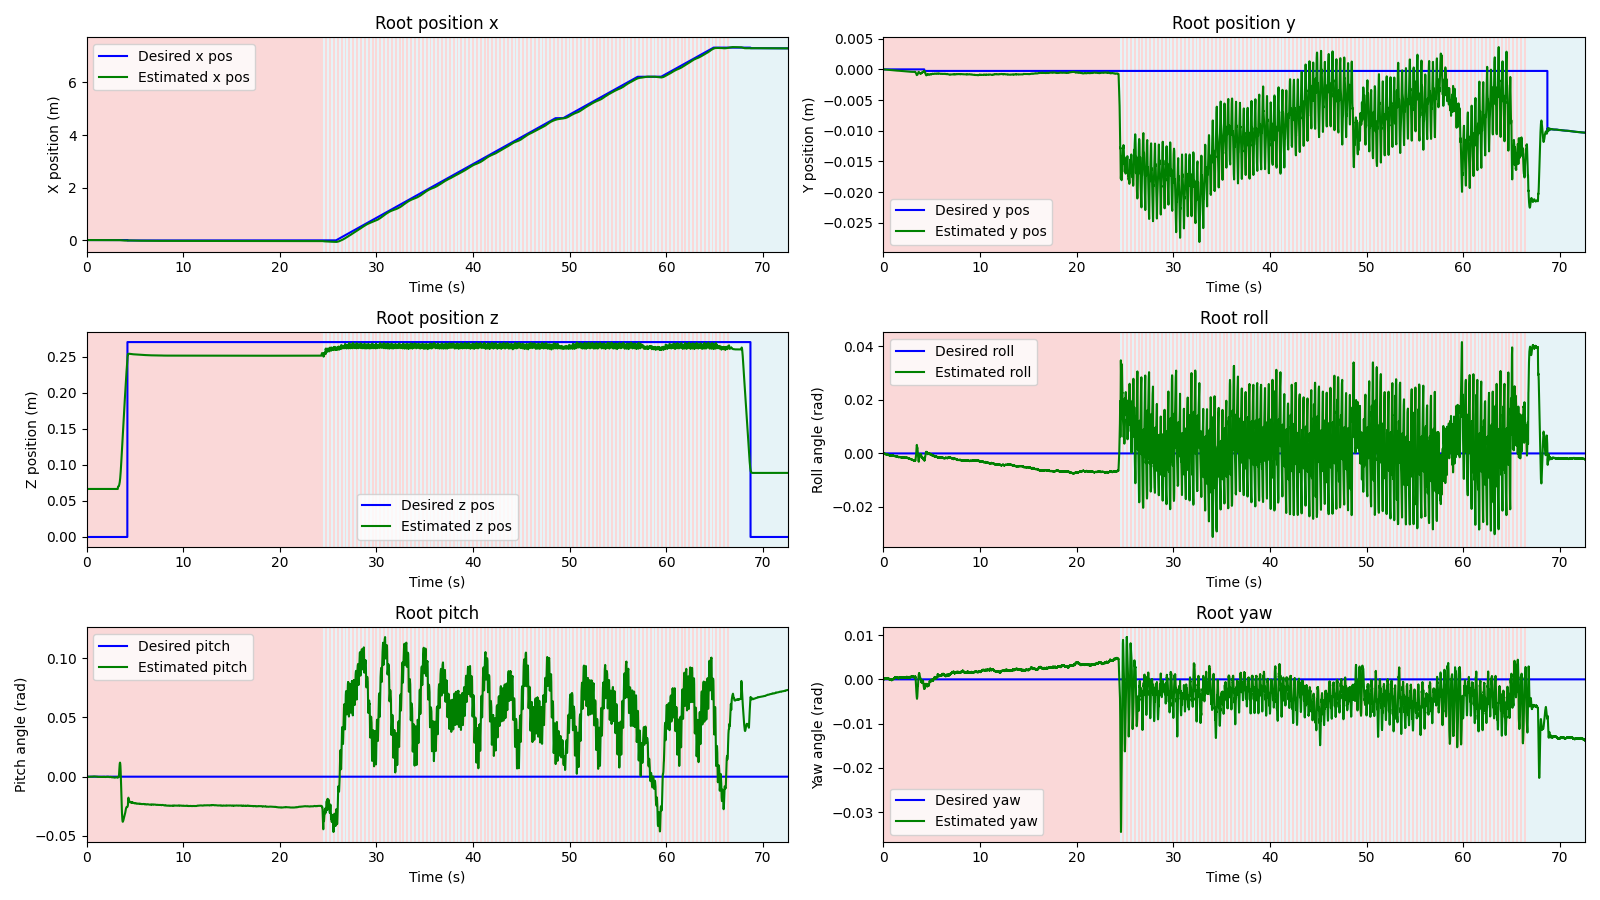 Root position x
Desired x pos
Estimated x pos
X position (m)
6
4
2
0
0 10 20 30 40 50 60 70
Time (s)
Root position y
0.005
0.000
−0.005
−0.010
−0.015
−0.020
−0.025
Y position (m)
Desired y pos
Estimated y pos
0 10 20 30 40 50 60 70
Time (s)
Root position z
0.25
0.20
0.15
0.10
0.05
0.00
Z position (m)
Desired z pos
Estimated z pos
0 10 20 30 40 50 60 70
Time (s)
Root roll
Desired roll
Estimated roll
0.04
0.02
0.00
−0.02
Roll angle (rad)
0 10 20 30 40 50 60 70
Time (s)
Root pitch
Desired pitch
Estimated pitch
0.10
0.05
0.00
−0.05
Pitch angle (rad)
0 10 20 30 40 50 60 70
Time (s)
Root yaw
0.01
0.00
−0.01
−0.02
−0.03
Yaw angle (rad)
Desired yaw
Estimated yaw
0 10 20 30 40 50 60 70
Time (s)